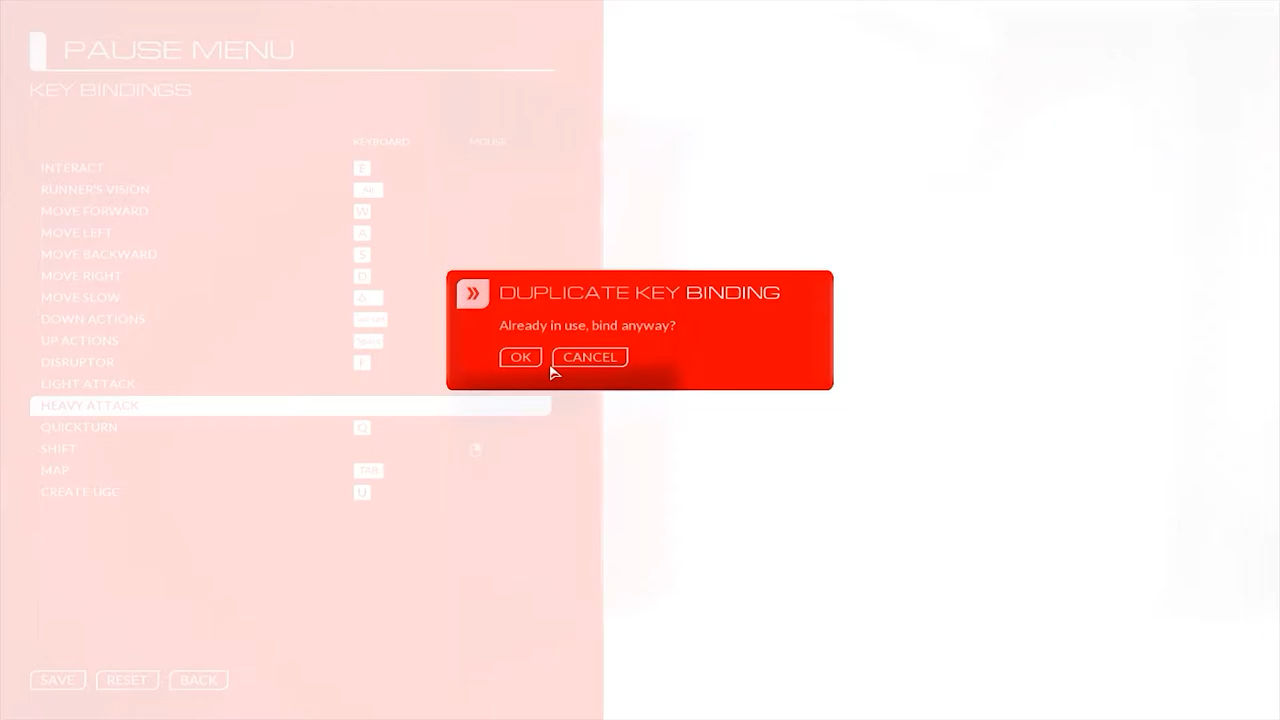 PAUSE MENU
KEY BINDINGS
KEYBOARD MOUSE
INTERACT E
RUNNER'S VISION Alt
MOVE FORWARD W
MOVE LEFT A
MOVE BACKWARD S
MOVE RIGHT D
MOVE SLOW
DOWN ACTIONS
UP ACTIONS Space
DISRUPTOR F
LIGHT ATTACK
HEAVY ATTACK
QUICKTURN Q
SHIFT
MAP TAB
CREATE UGC U
DUPLICATE KEY BINDING
Already in use, bind anyway?
OK CANCEL
SAVE RESET BACK